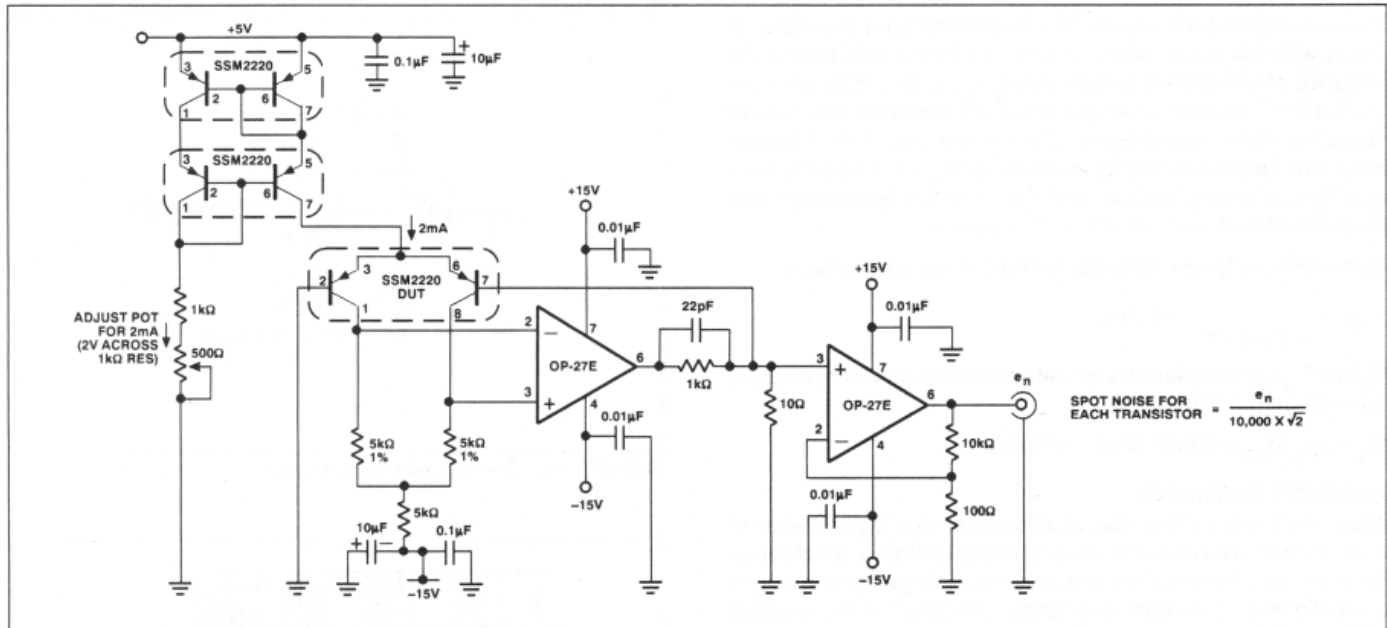 +5V
SSM2220
0.1μF
+
10μF
3
5
2
6
1
7
SSM2220
3
5
2
6
1
7
2mA
+15V
0.01μF
3
6
2
7
SSM2220
DUT
1
8
1kΩ
ADJUST POT
FOR 2mA
(2V ACROSS
1kΩ RES)
500Ω
2
−
7
OP-27E
6
3
+
4
22pF
1kΩ
0.01μF
−15V
5kΩ
1%
5kΩ
1%
5kΩ
10μF
+
−
0.1μF
−15V
10Ω
+15V
0.01μF
3
+
7
OP-27E
6
2
−
4
0.01μF
−15V
10kΩ
100Ω
en
SPOT NOISE FOR
EACH TRANSISTOR = en / 10,000 X √2